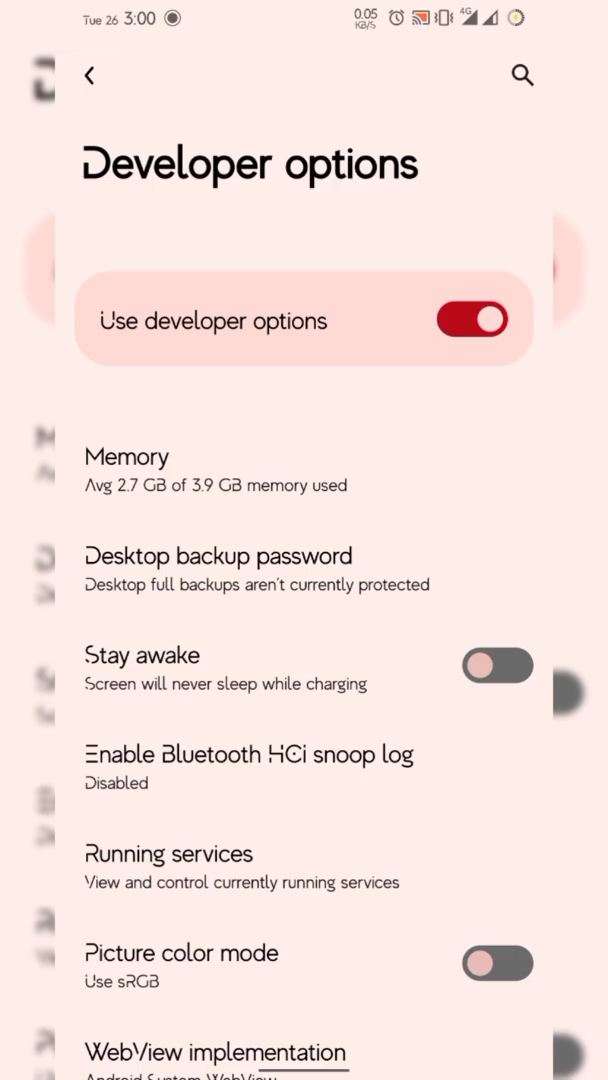 Tue 26 3:00
0.05
KB/S
4G
Developer options
Use developer options
Memory
Avg 2.7 GB of 3.9 GB memory used
Desktop backup password
Desktop full backups aren't currently protected
Stay awake
Screen will never sleep while charging
Enable Bluetooth HCi snoop log
Disabled
Running services
View and control currently running services
Picture color mode
Use sRGB
WebView implementation
Android System WebView